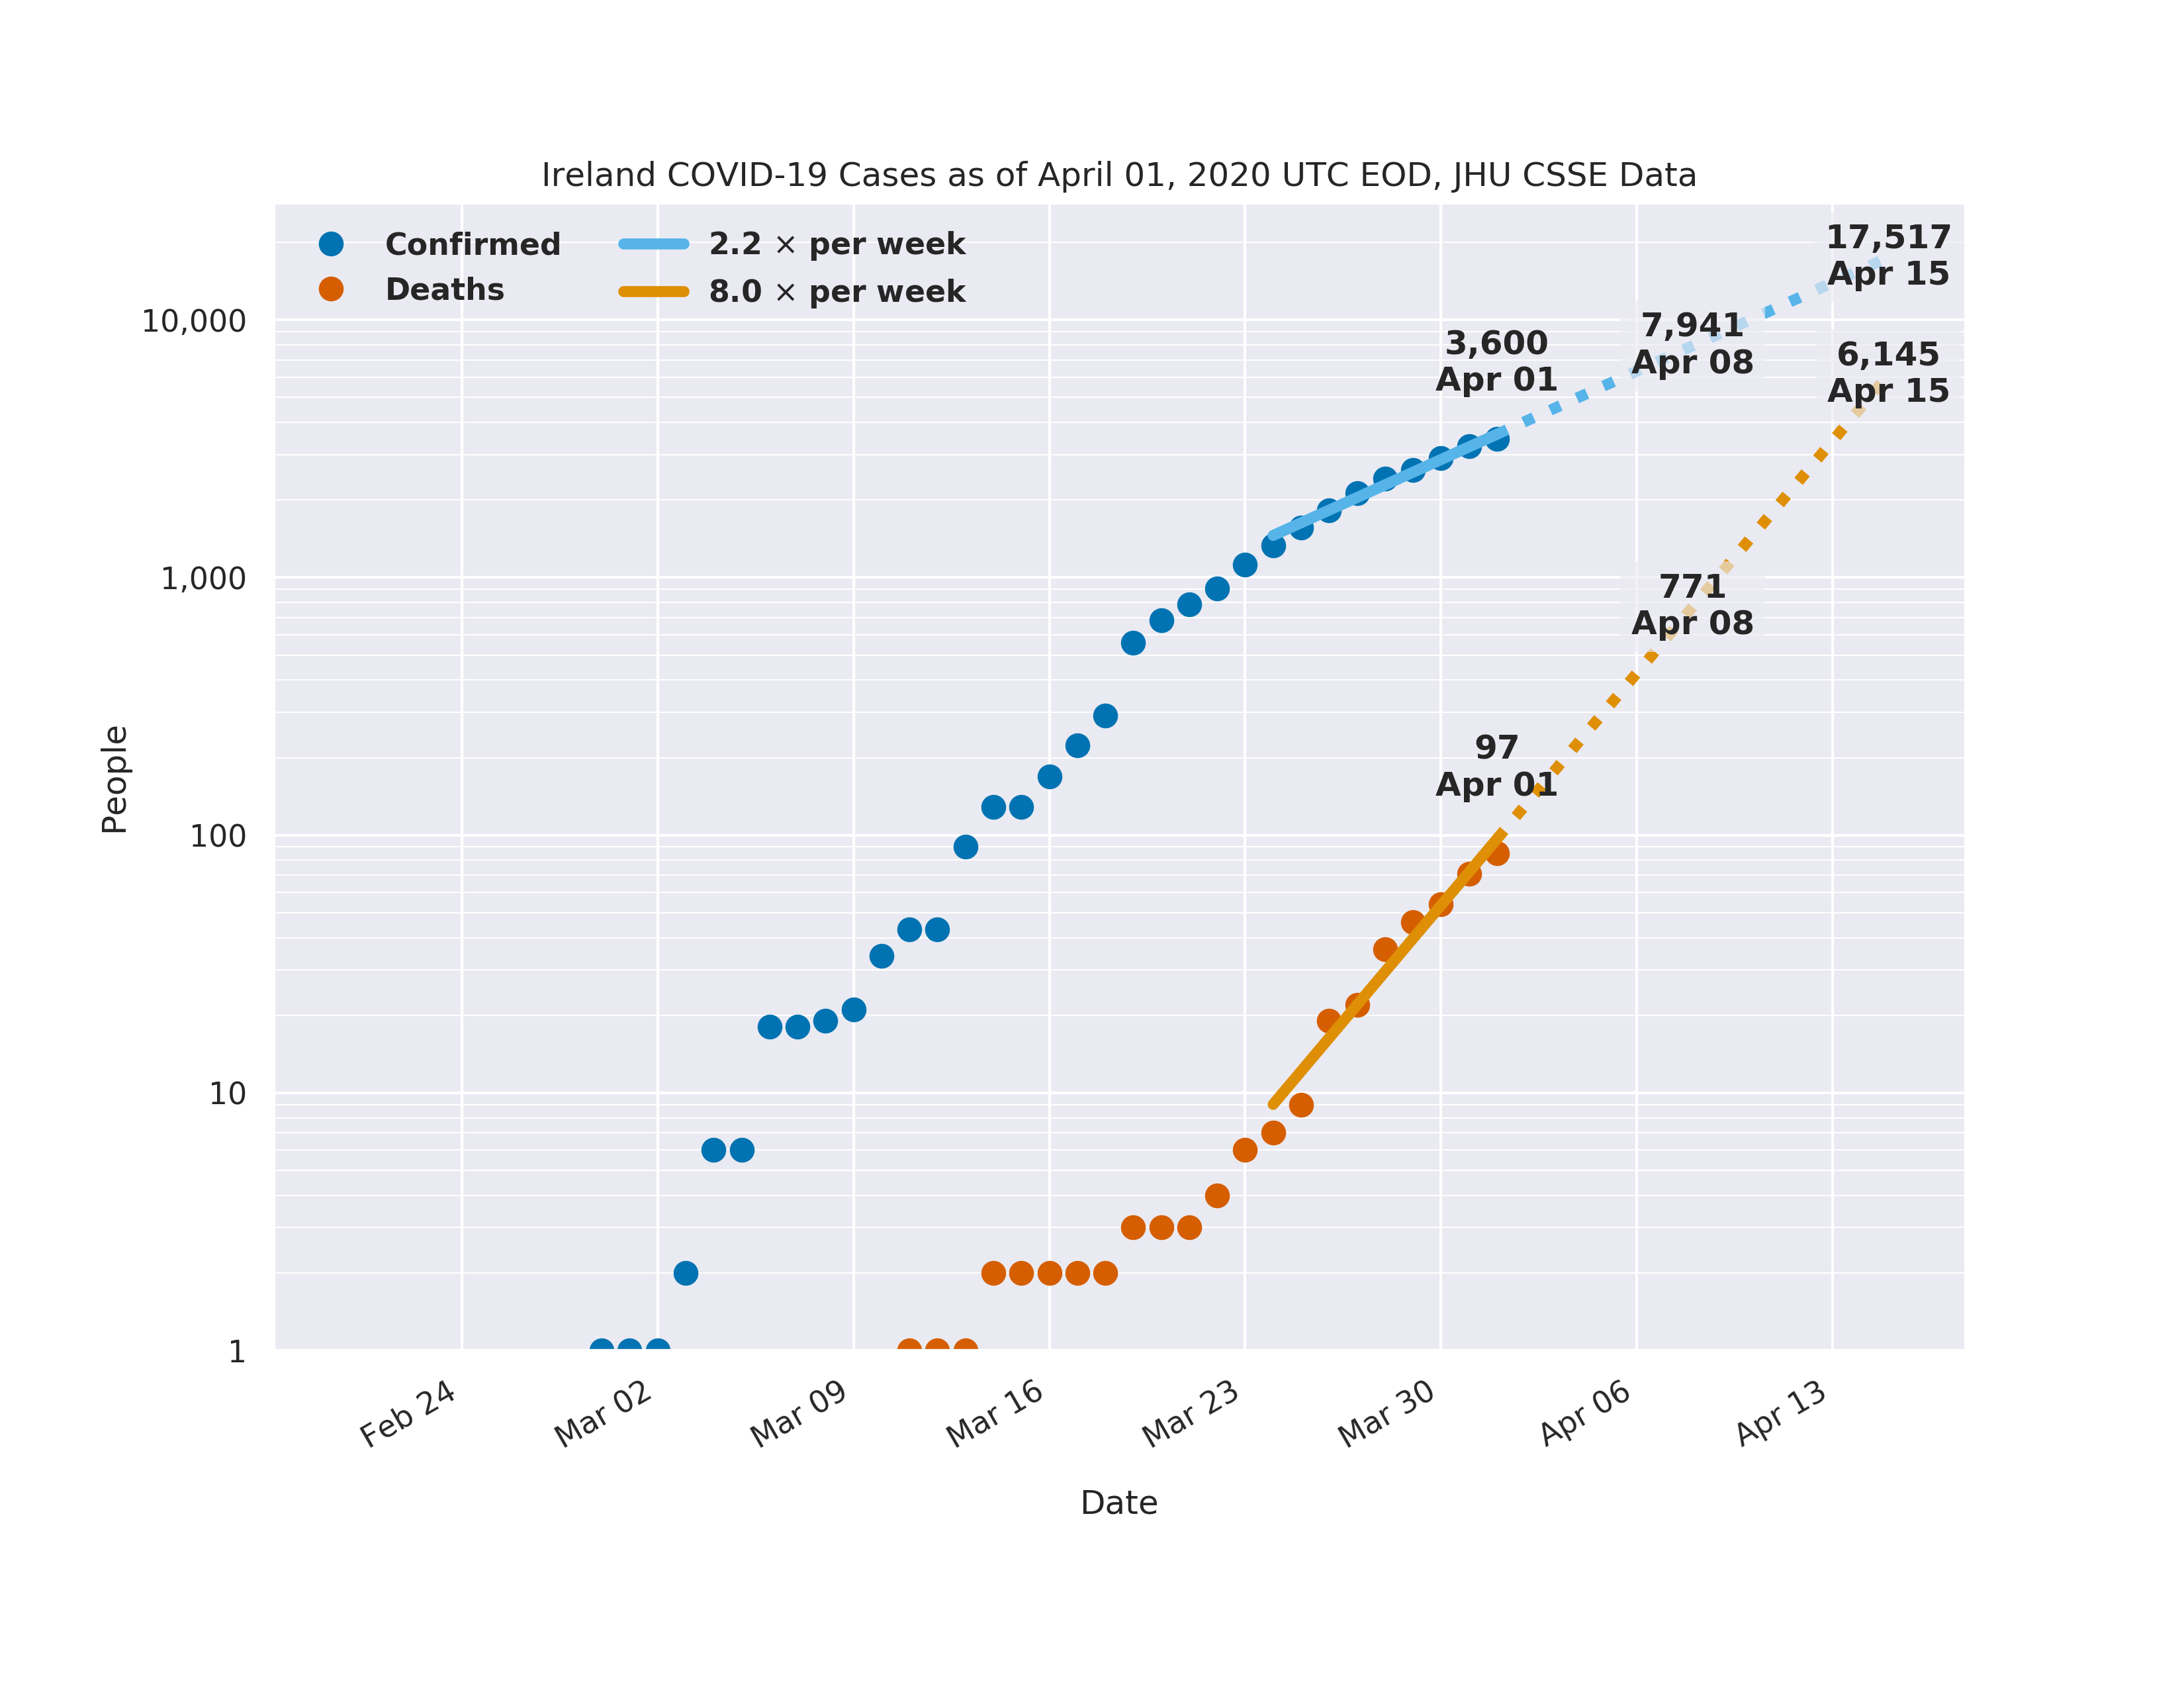 Ireland COVID-19 Cases as of April 01, 2020 UTC EOD, JHU CSSE Data
Confirmed
Deaths
2.2 × per week
8.0 × per week
17,517
Apr 15
7,941
Apr 08
3,600
Apr 01
6,145
Apr 15
771
Apr 08
97
Apr 01
People
10,000
1,000
100
10
1
Feb 24
Mar 02
Mar 09
Mar 16
Mar 23
Mar 30
Apr 06
Apr 13
Date